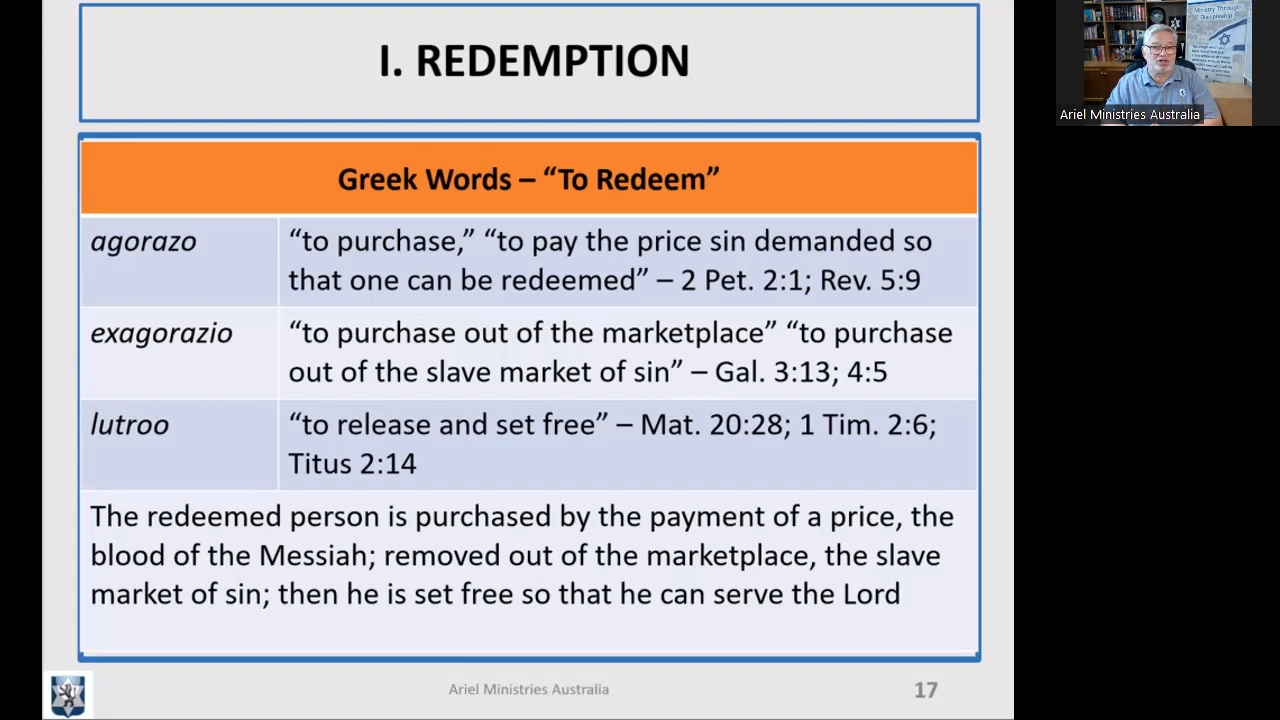 I. REDEMPTION
Greek Words – “To Redeem”
agorazo
“to purchase,” “to pay the price sin demanded so
that one can be redeemed” – 2 Pet. 2:1; Rev. 5:9
exagorazio
“to purchase out of the marketplace” “to purchase
out of the slave market of sin” – Gal. 3:13; 4:5
lutroo
“to release and set free” – Mat. 20:28; 1 Tim. 2:6;
Titus 2:14
The redeemed person is purchased by the payment of a price, the
blood of the Messiah; removed out of the marketplace, the slave
market of sin; then he is set free so that he can serve the Lord
Ariel Ministries Australia
17
Ministry Through
Discipleship
Ariel Ministries Australia